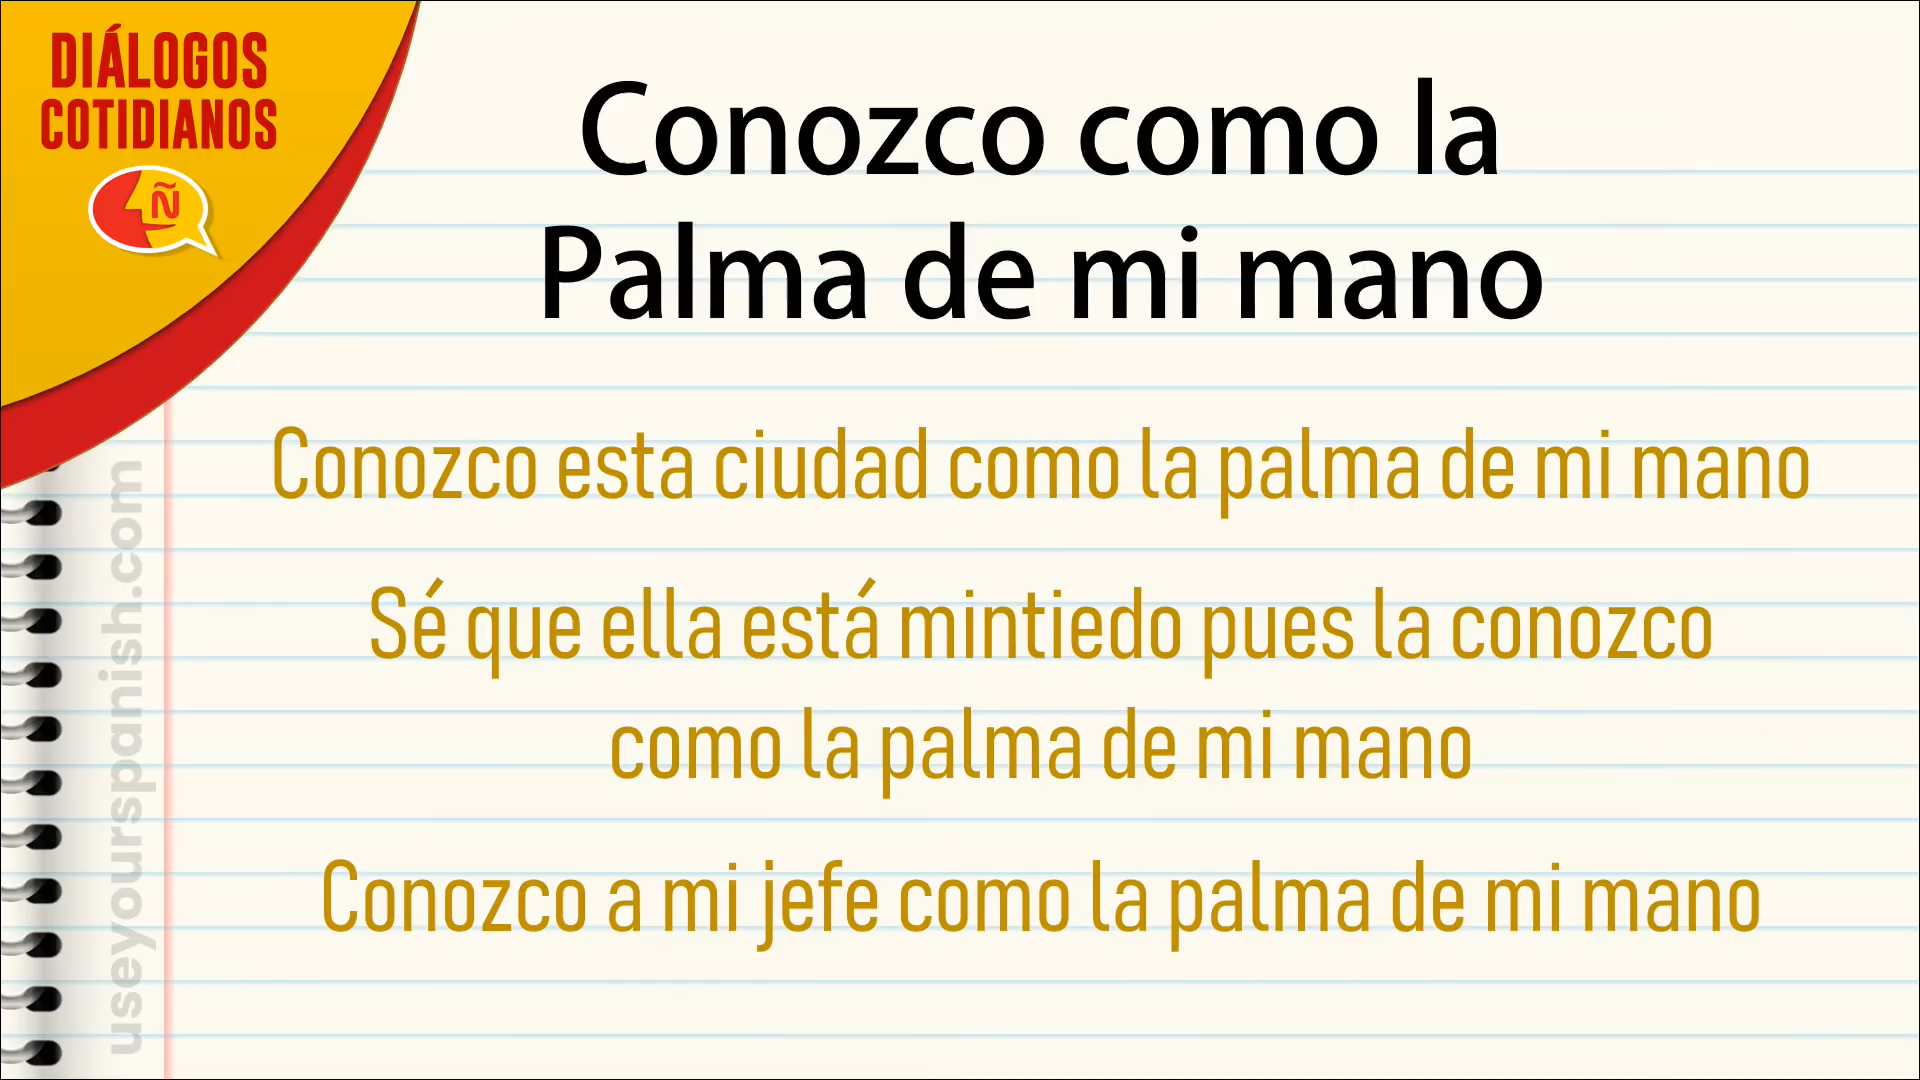 DIÁLOGOS
COTIDIANOS
Ñ
Conozco como la
Palma de mi mano
Conozco esta ciudad como la palma de mi mano
Sé que ella está mintiedo pues la conozco
como la palma de mi mano
Conozco a mi jefe como la palma de mi mano
useyourspanish.com